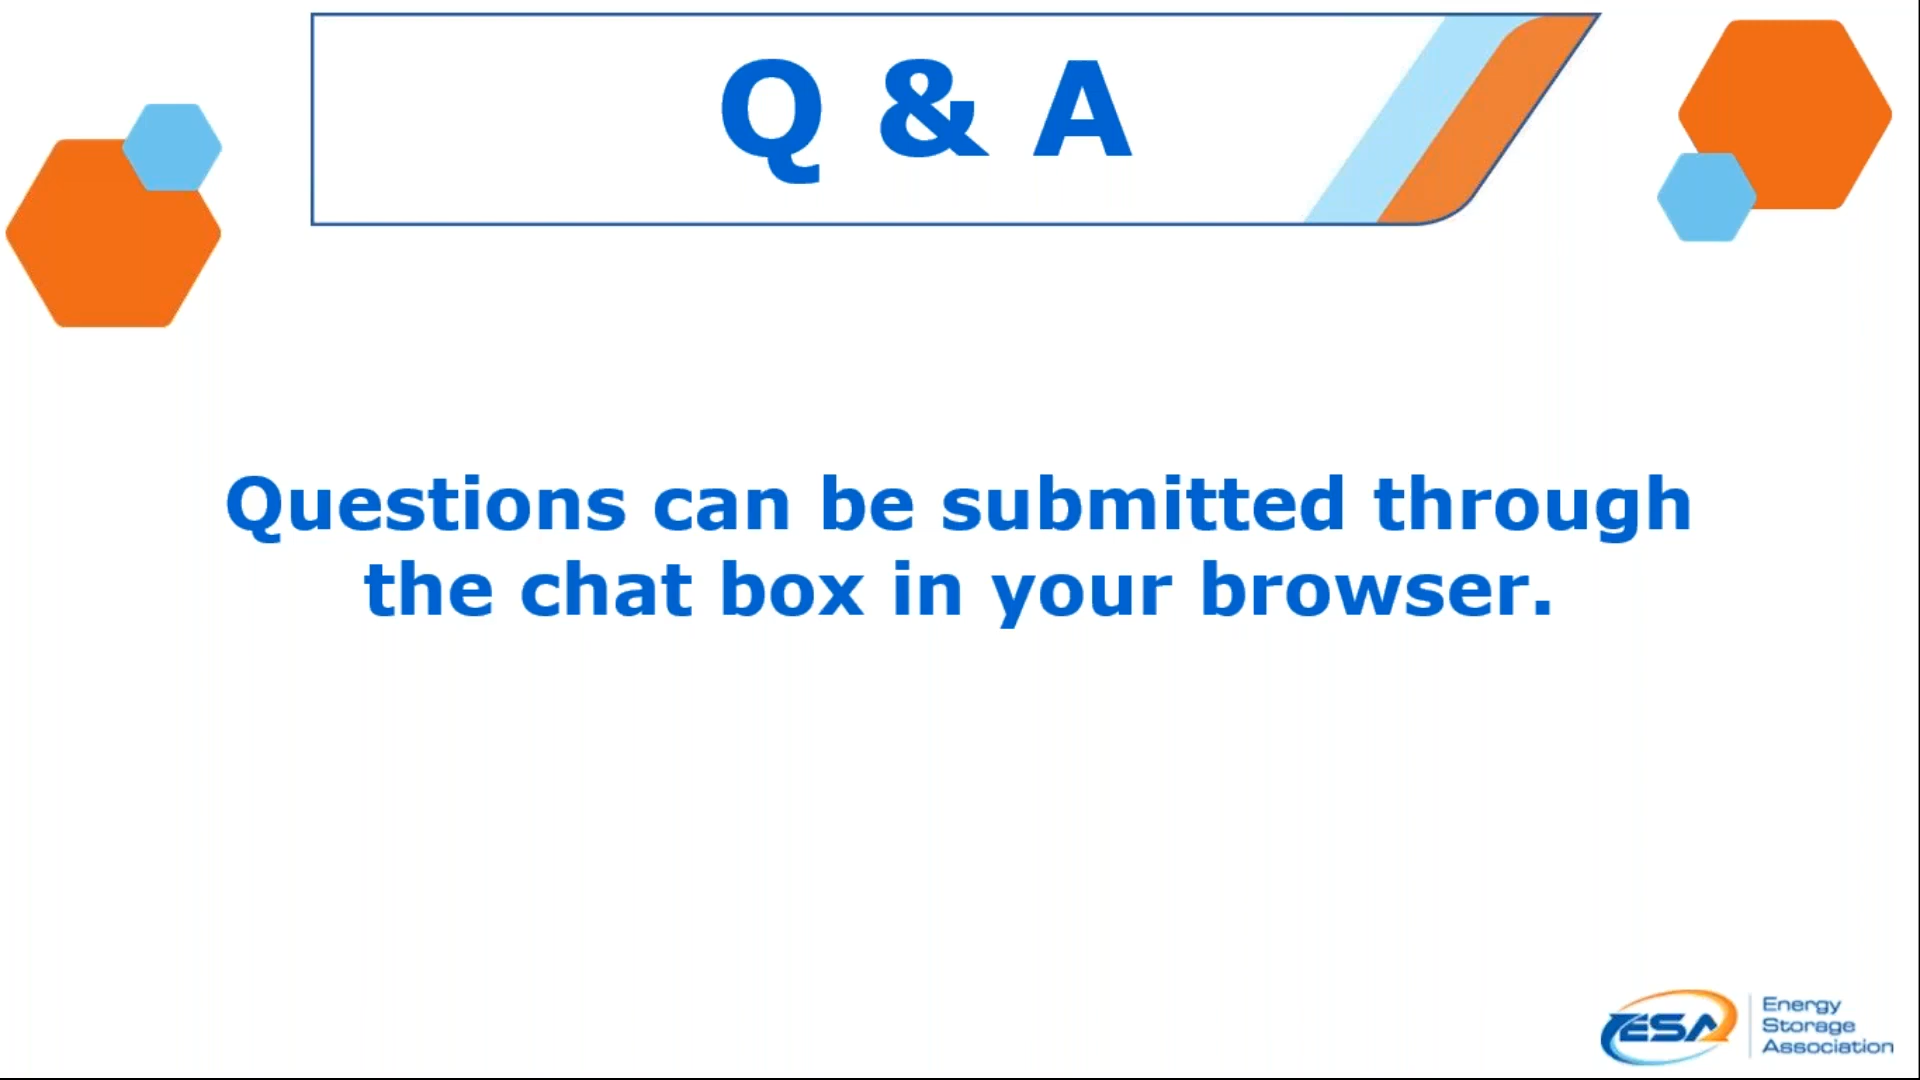 Q & A
Questions can be submitted through
the chat box in your browser.
ESA
Energy
Storage
Association